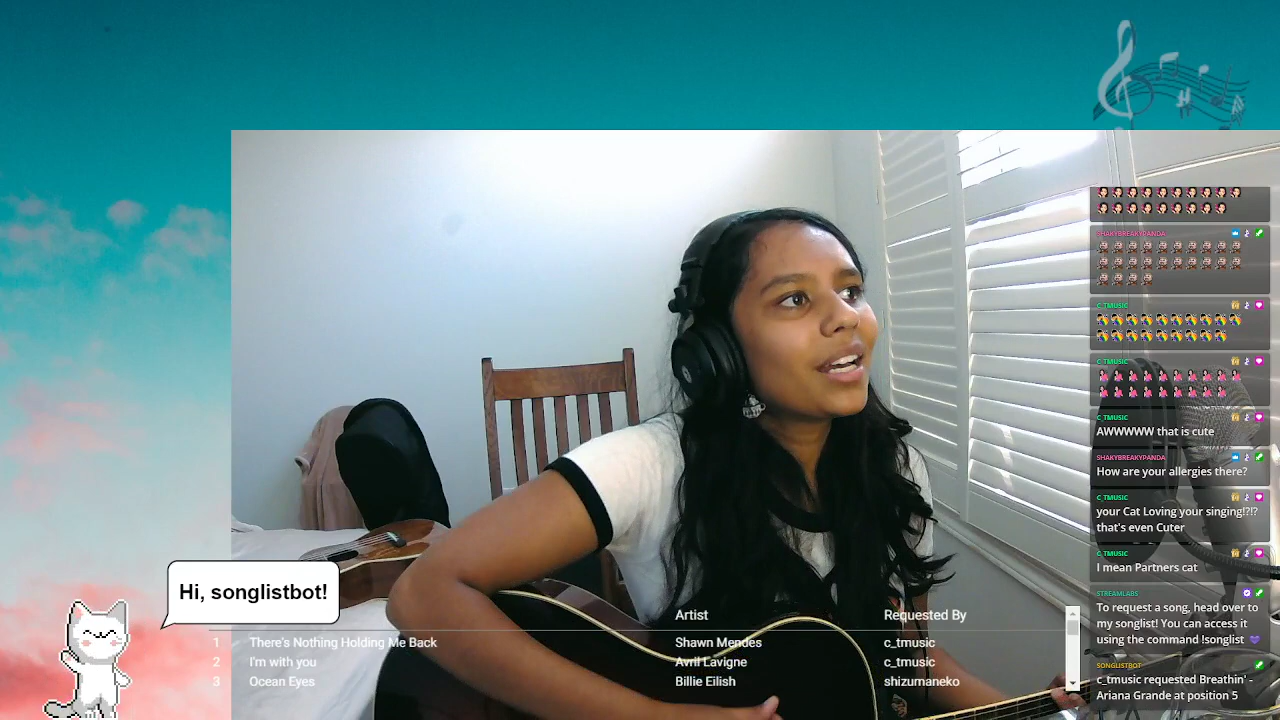 SHAKYBREAKYPANDA
C_TMUSIC
C_TMUSIC
C_TMUSIC
AWWWWW that is cute
SHAKYBREAKYPANDA
How are your allergies there?
C_TMUSIC
your Cat Loving your singing!?!?
that's even Cuter
C_TMUSIC
I mean Partners cat
STREAMLABS
To request a song, head over to
my songlist! You can access it
using the command !songlist
SONGLISTBOT
c_tmusic requested Breathin' -
Ariana Grande at position 5
Hi, songlistbot!
Artist Requested By
1 There's Nothing Holding Me Back Shawn Mendes c_tmusic
2 I'm with you Avril Lavigne c_tmusic
3 Ocean Eyes Billie Eilish shizumaneko